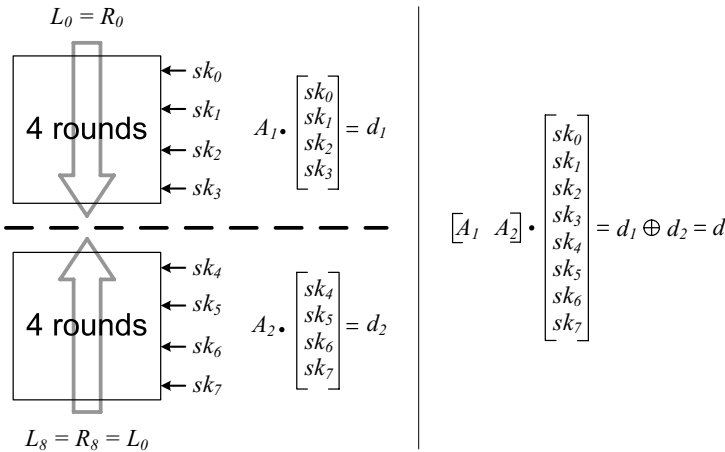 L₀ = R₀
4 rounds
sk₀
sk₁
sk₂
sk₃
A₁ • [sk₀ sk₁ sk₂ sk₃] = d₁
4 rounds
sk₄
sk₅
sk₆
sk₇
A₂ • [sk₄ sk₅ sk₆ sk₇] = d₂
L₈ = R₈ = L₀
[A₁ A₂] • [sk₀ sk₁ sk₂ sk₃ sk₄ sk₅ sk₆ sk₇] = d₁ ⊕ d₂ = d